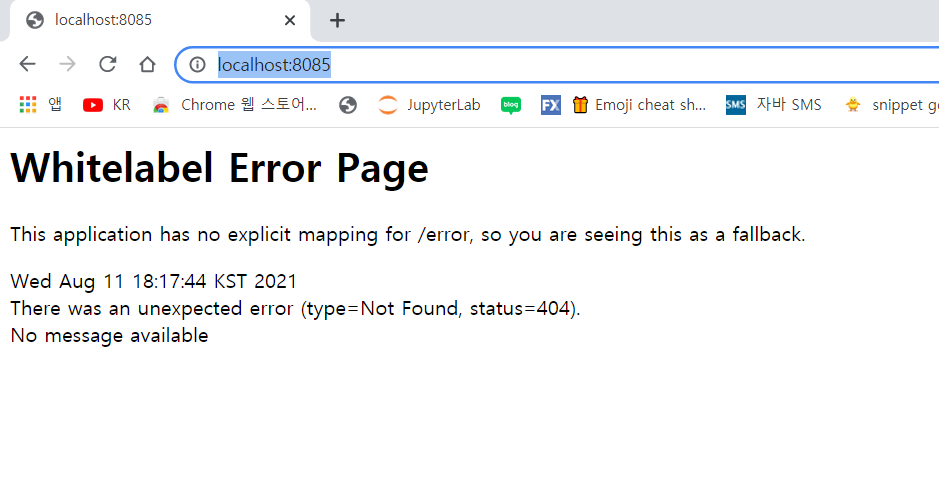 localhost:8085
localhost:8085
앱 KR Chrome 웹 스토어... JupyterLab blog FX Emoji cheat sh... SMS 자바 SMS snippet ge
Whitelabel Error Page
This application has no explicit mapping for /error, so you are seeing this as a fallback.
Wed Aug 11 18:17:44 KST 2021
There was an unexpected error (type=Not Found, status=404).
No message available